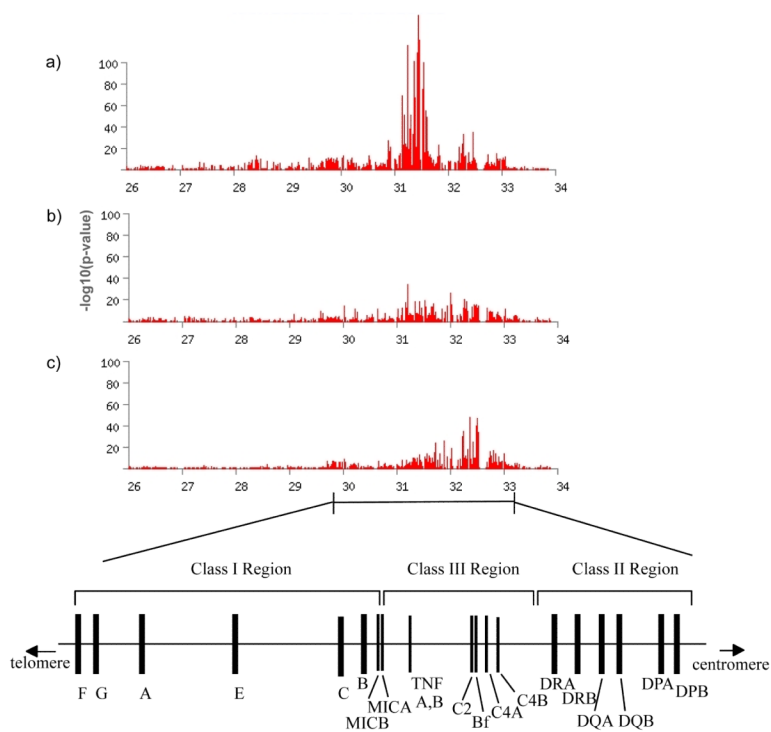 a)
100
80
60
40
20
26 27 28 29 30 31 32 33 34
b)
-log10(p-value)
100
80
60
40
20
26 27 28 29 30 31 32 33 34
c)
100
80
60
40
20
26 27 28 29 30 31 32 33 34
Class I Region Class III Region Class II Region
telomere centromere
F G A E C B MICB MICA TNF A,B C2 Bf C4A C4B DRA DRB DQA DQB DPA DPB